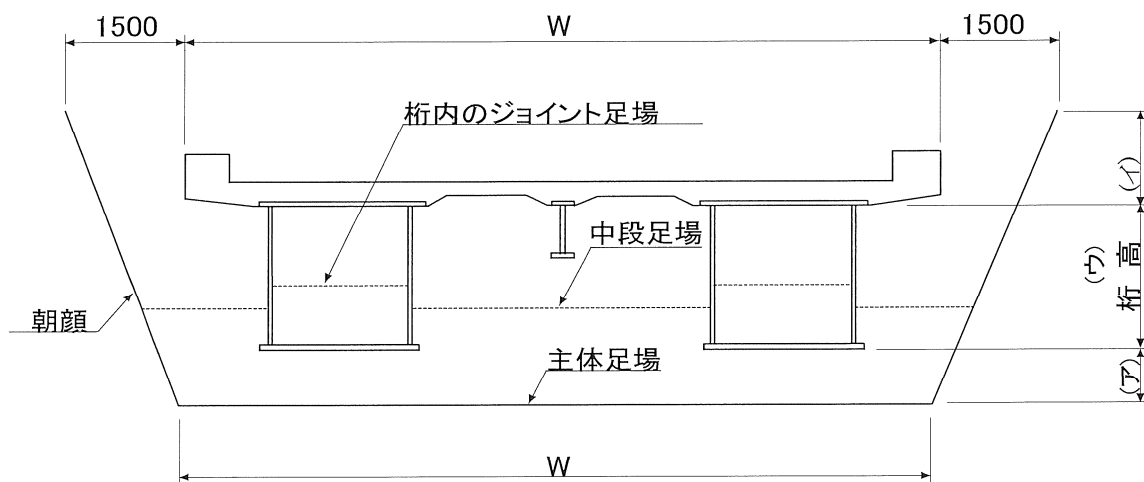 1500
W
1500
桁内のジョイント足場
(イ)
中段足場
(ウ)
桁高
朝顔
主体足場
(ア)
W